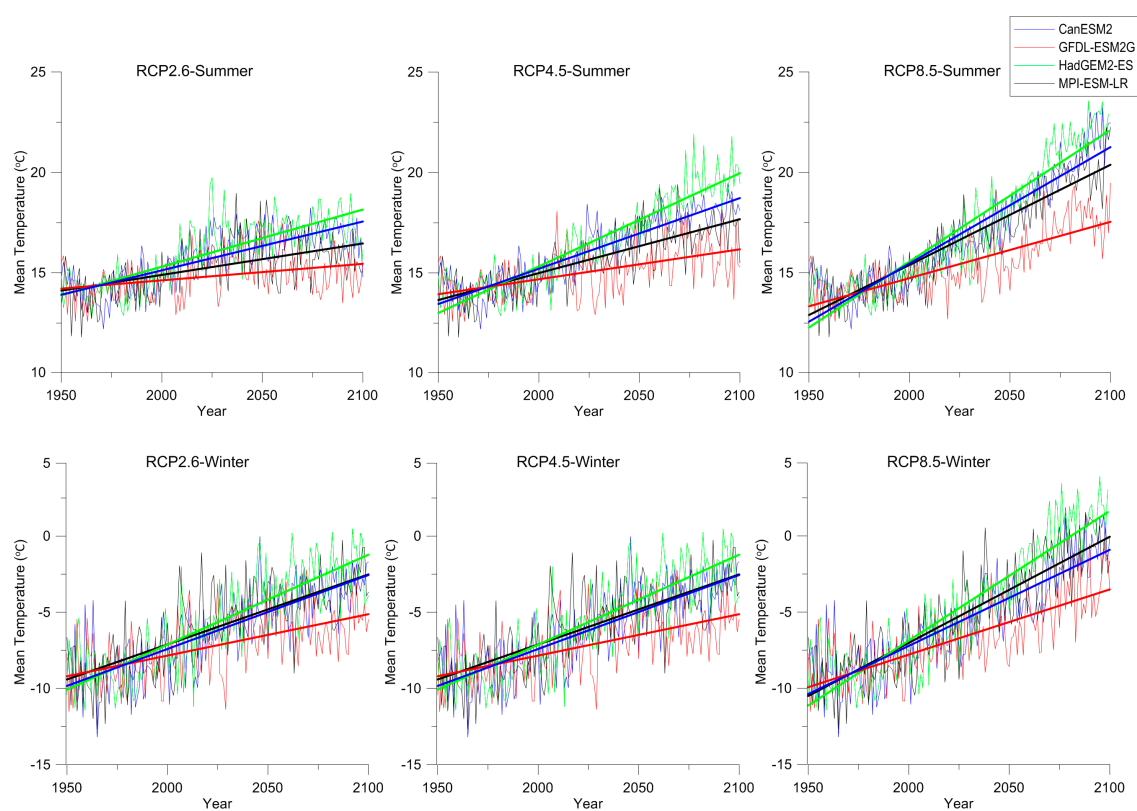 CanESM2
GFDL-ESM2G
HadGEM2-ES
MPI-ESM-LR
RCP2.6-Summer
RCP4.5-Summer
RCP8.5-Summer
25
20
15
10
Mean Temperature (°C)
1950 2000 2050 2100
Year
25
20
15
10
Mean Temperature (°C)
1950 2000 2050 2100
Year
25
20
15
10
Mean Temperature (°C)
1950 2000 2050 2100
Year
RCP2.6-Winter
RCP4.5-Winter
RCP8.5-Winter
5
0
-5
-10
-15
Mean Temperature (°C)
1950 2000 2050 2100
Year
5
0
-5
-10
-15
Mean Temperature (°C)
1950 2000 2050 2100
Year
5
0
-5
-10
-15
Mean Temperature (°C)
1950 2000 2050 2100
Year